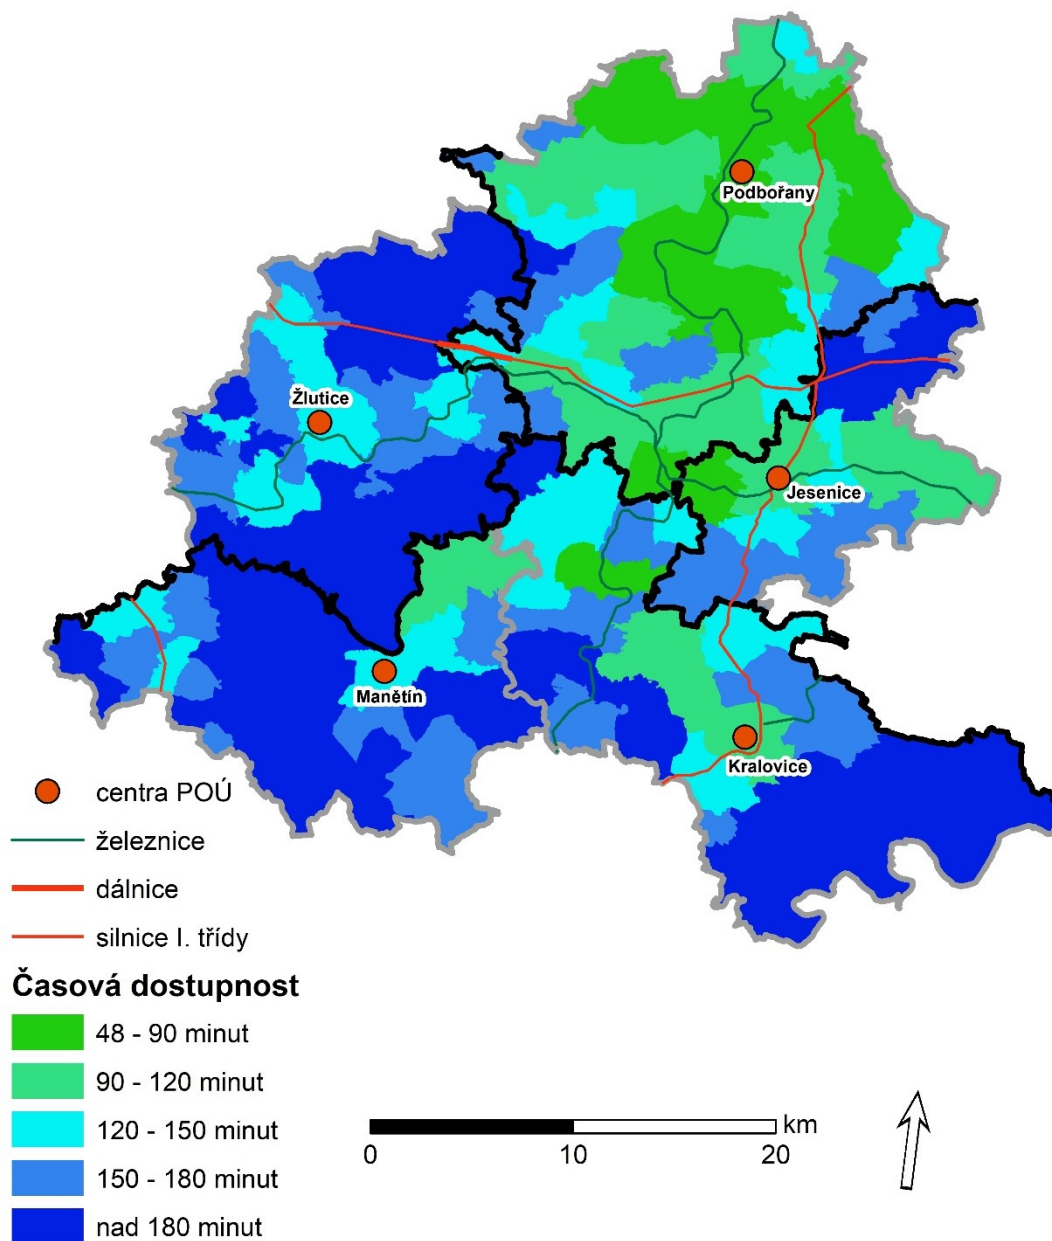 Podbořany
Žlutice
Jesenice
Manětín
Kralovice
centra POÚ
železnice
dálnice
silnice I. třídy
Časová dostupnost
48 - 90 minut
90 - 120 minut
120 - 150 minut
150 - 180 minut
nad 180 minut
km
0 10 20